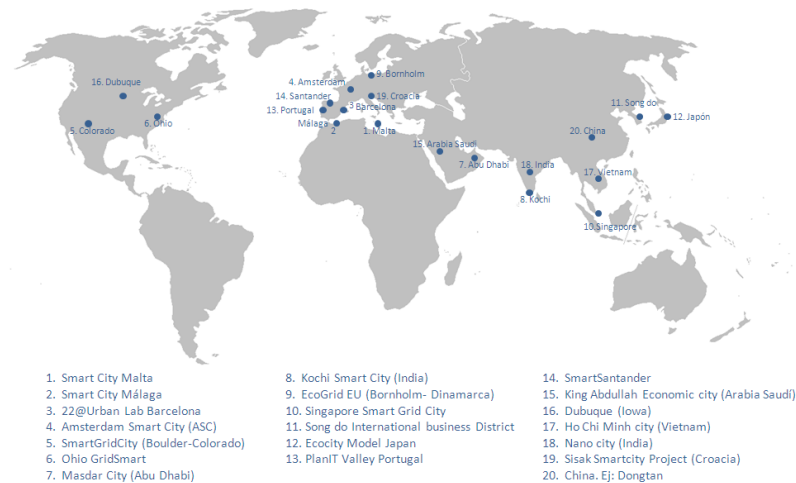 16. Dubuque
5. Colorado
6. Ohio
9. Bornholm
4. Amsterdam
14. Santander
19. Croacia
13. Portugal
3 Barcelona
Málaga
2
1. Malta
15. Arabia Saudi
7. Abu Dhabi
11. Song do
12. Japón
20. China
18. India
17. Vietnam
8. Kochi
10. Singapore
1. Smart City Malta
2. Smart City Málaga
3. 22@Urban Lab Barcelona
4. Amsterdam Smart City (ASC)
5. SmartGridCity (Boulder-Colorado)
6. Ohio GridSmart
7. Masdar City (Abu Dhabi)
8. Kochi Smart City (India)
9. EcoGrid EU (Bornholm- Dinamarca)
10. Singapore Smart Grid City
11. Song do International business District
12. Ecocity Model Japan
13. PlanIT Valley Portugal
14. SmartSantander
15. King Abdullah Economic city (Arabia Saudí)
16. Dubuque (Iowa)
17. Ho Chi Minh city (Vietnam)
18. Nano city (India)
19. Sisak Smartcity Project (Croacia)
20. China. Ej: Dongtan